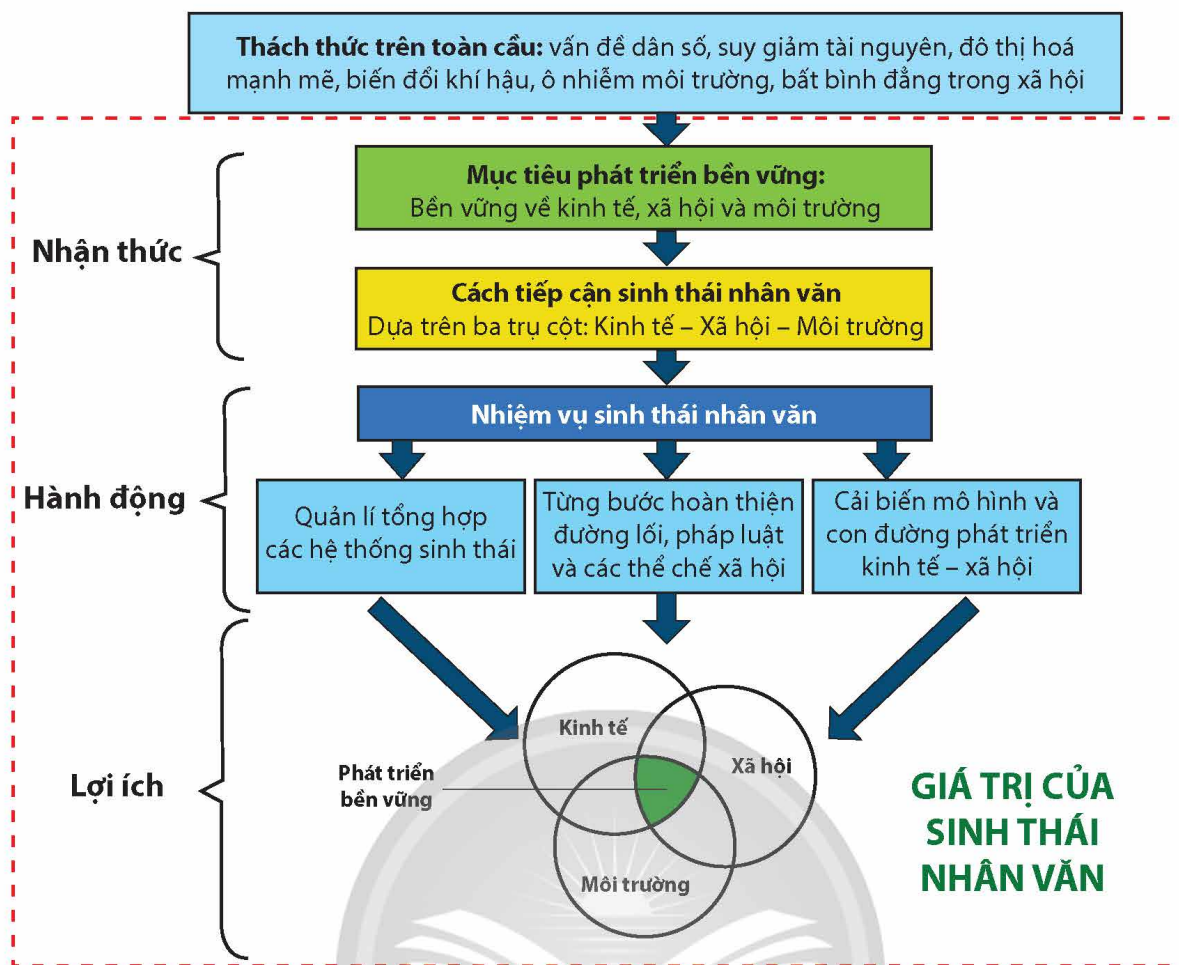 Thách thức trên toàn cầu: vấn đề dân số, suy giảm tài nguyên, đô thị hoá
mạnh mẽ, biến đổi khí hậu, ô nhiễm môi trường, bất bình đẳng trong xã hội
Mục tiêu phát triển bền vững:
Bền vững về kinh tế, xã hội và môi trường
Nhận thức
Cách tiếp cận sinh thái nhân văn
Dựa trên ba trụ cột: Kinh tế – Xã hội – Môi trường
Nhiệm vụ sinh thái nhân văn
Hành động
Quản lí tổng hợp
các hệ thống sinh thái
Từng bước hoàn thiện
đường lối, pháp luật
và các thể chế xã hội
Cải biến mô hình và
con đường phát triển
kinh tế – xã hội
Lợi ích
Kinh tế
Xã hội
Phát triển
bền vững
Môi trường
GIÁ TRỊ CỦA
SINH THÁI
NHÂN VĂN